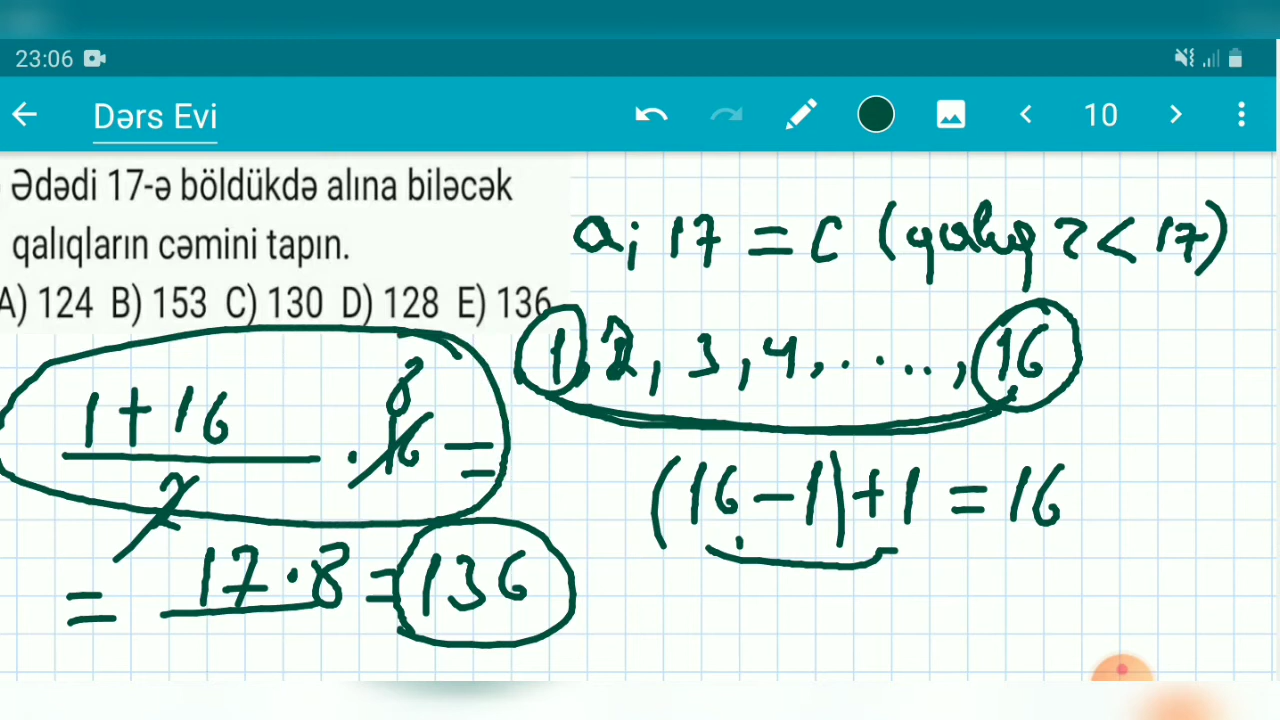 23:06
Dərs Evi
10
Ədədi 17-ə böldükdə alına biləcək
qalıqların cəmini tapın.
A) 124 B) 153 C) 130 D) 128 E) 136
a : 17 = C (qalıq ? < 17)
1, 2, 3, 4, . . . . ., 16
(16 - 1) + 1 = 16
1 + 16
2
· 16 =
8
= 17 · 8 = 136